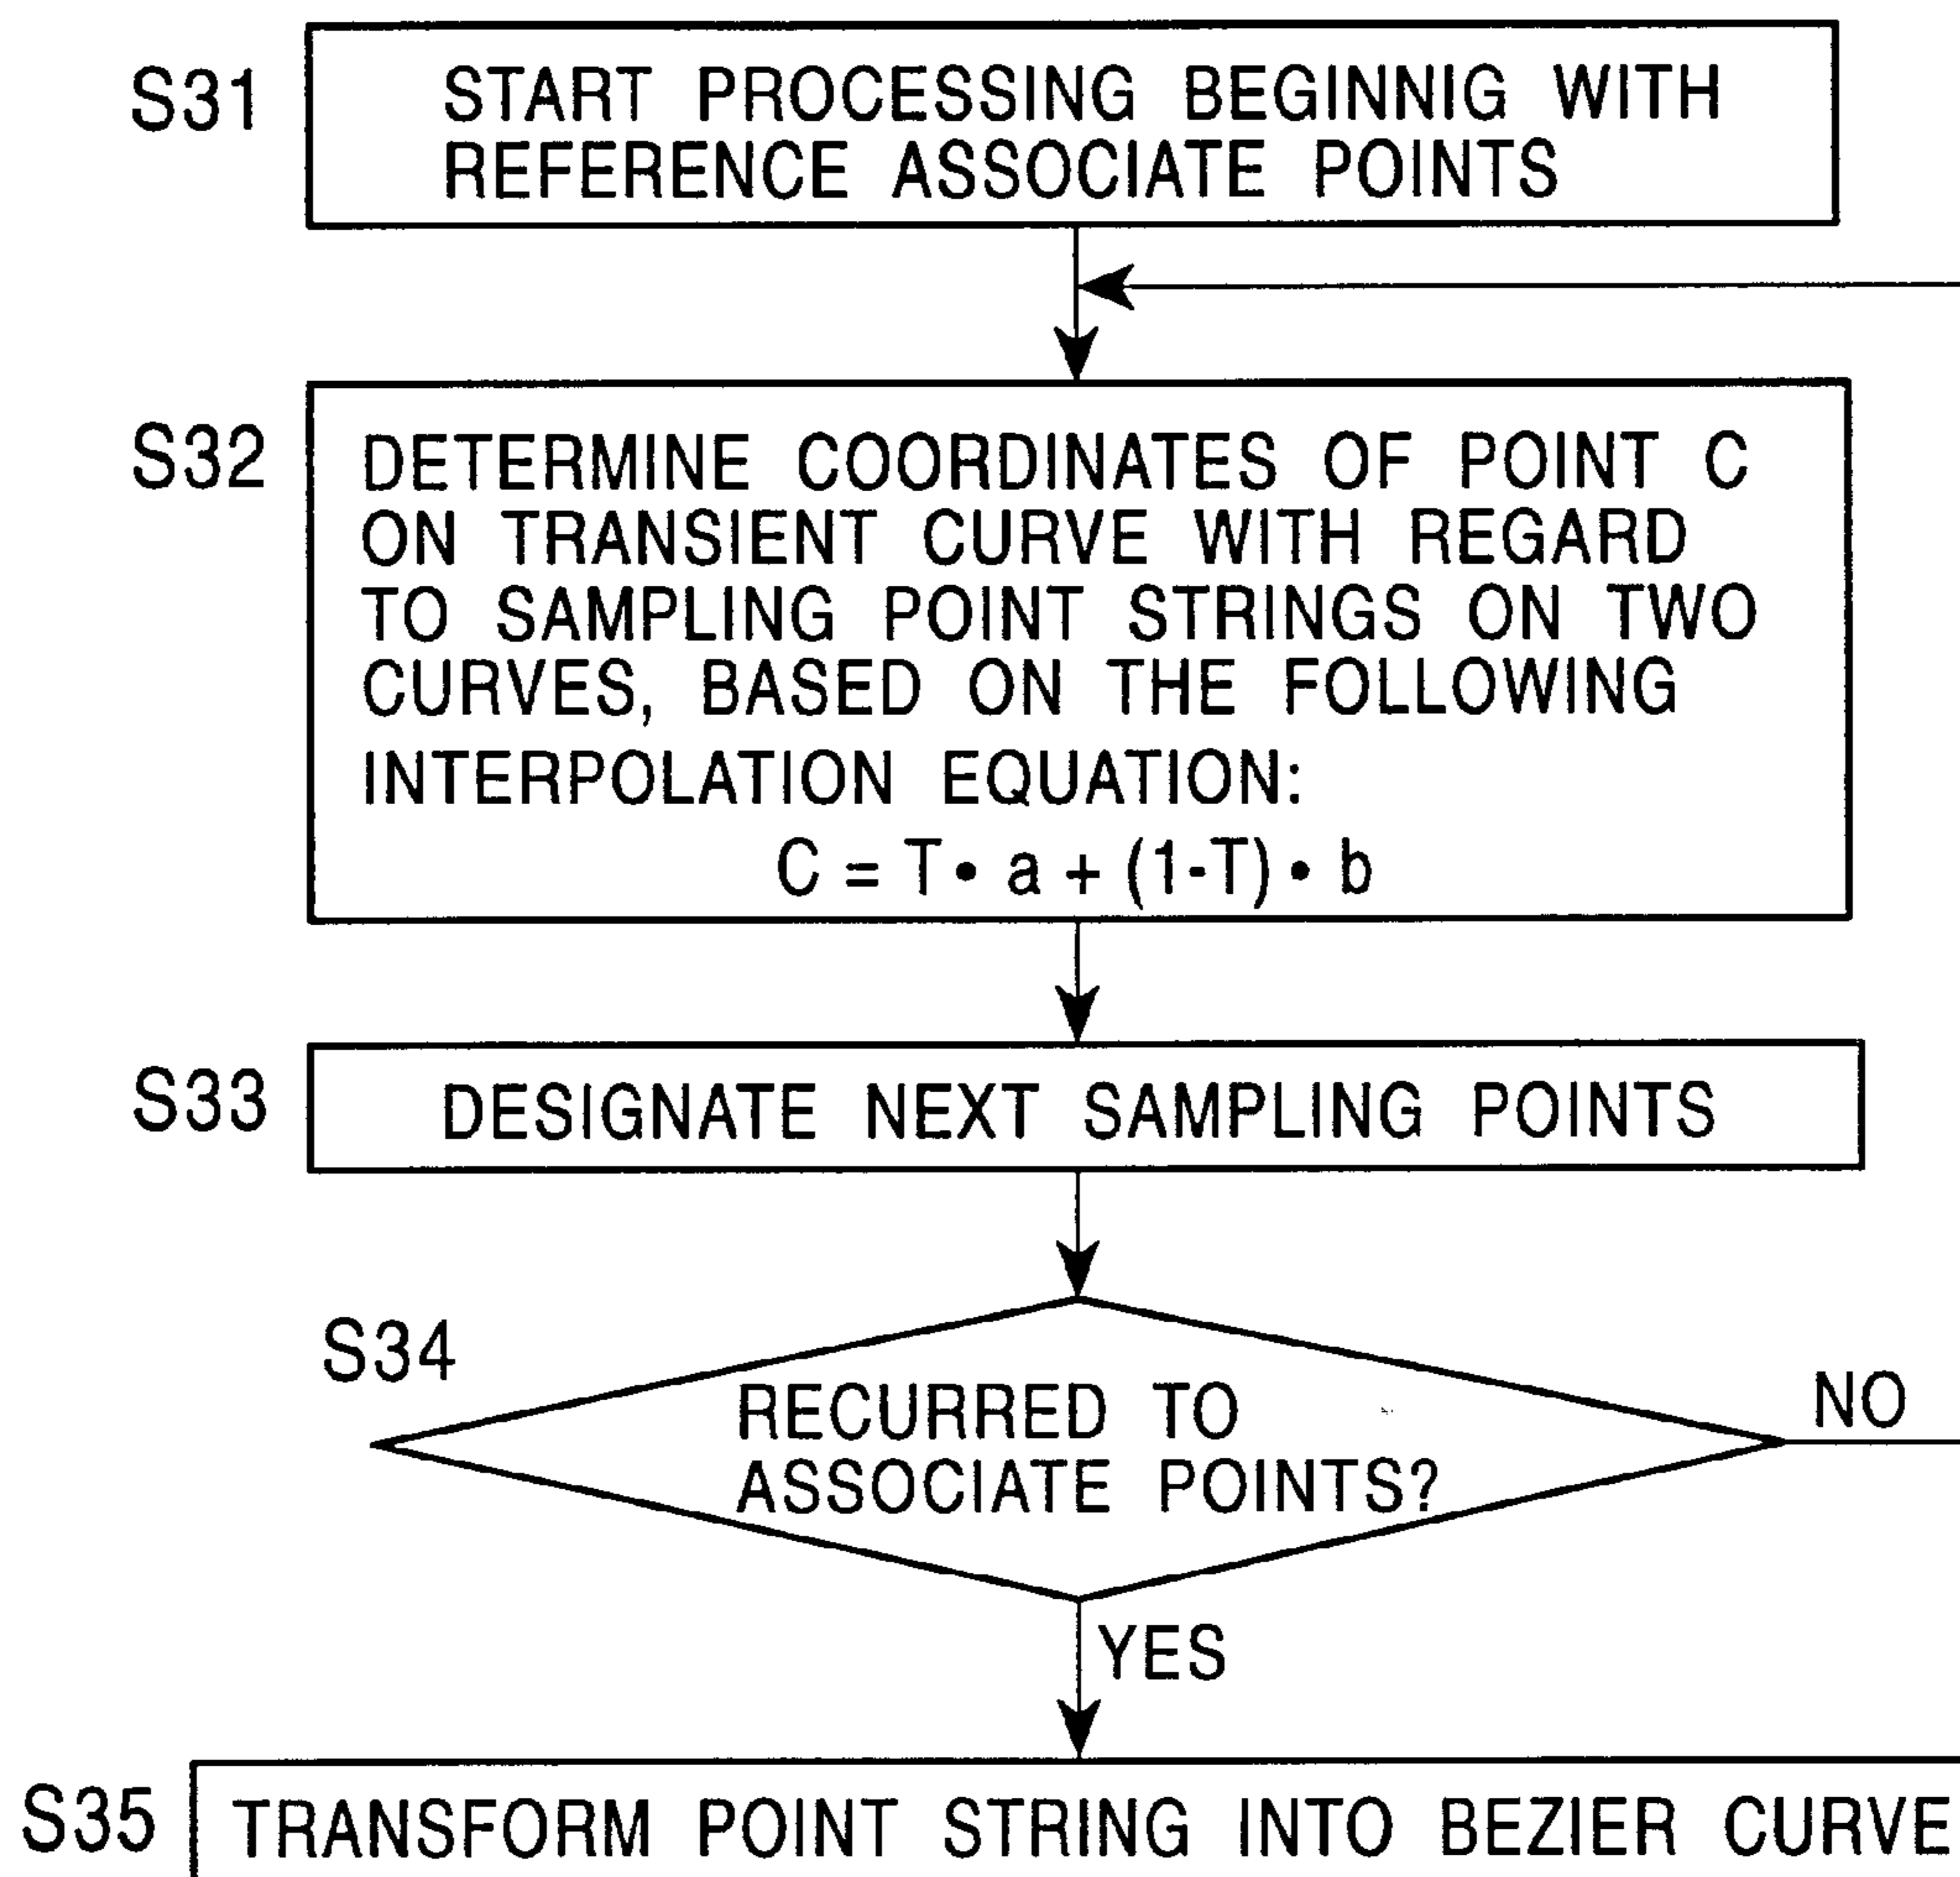 S31
START PROCESSING BEGINNIG WITH
REFERENCE ASSOCIATE POINTS
S32
DETERMINE COORDINATES OF POINT C
ON TRANSIENT CURVE WITH REGARD
TO SAMPLING POINT STRINGS ON TWO
CURVES, BASED ON THE FOLLOWING
INTERPOLATION EQUATION:
C = T• a + (1-T) • b
S33
DESIGNATE NEXT SAMPLING POINTS
S34
RECURRED TO
ASSOCIATE POINTS?
NO
YES
S35
TRANSFORM POINT STRING INTO BEZIER CURVE